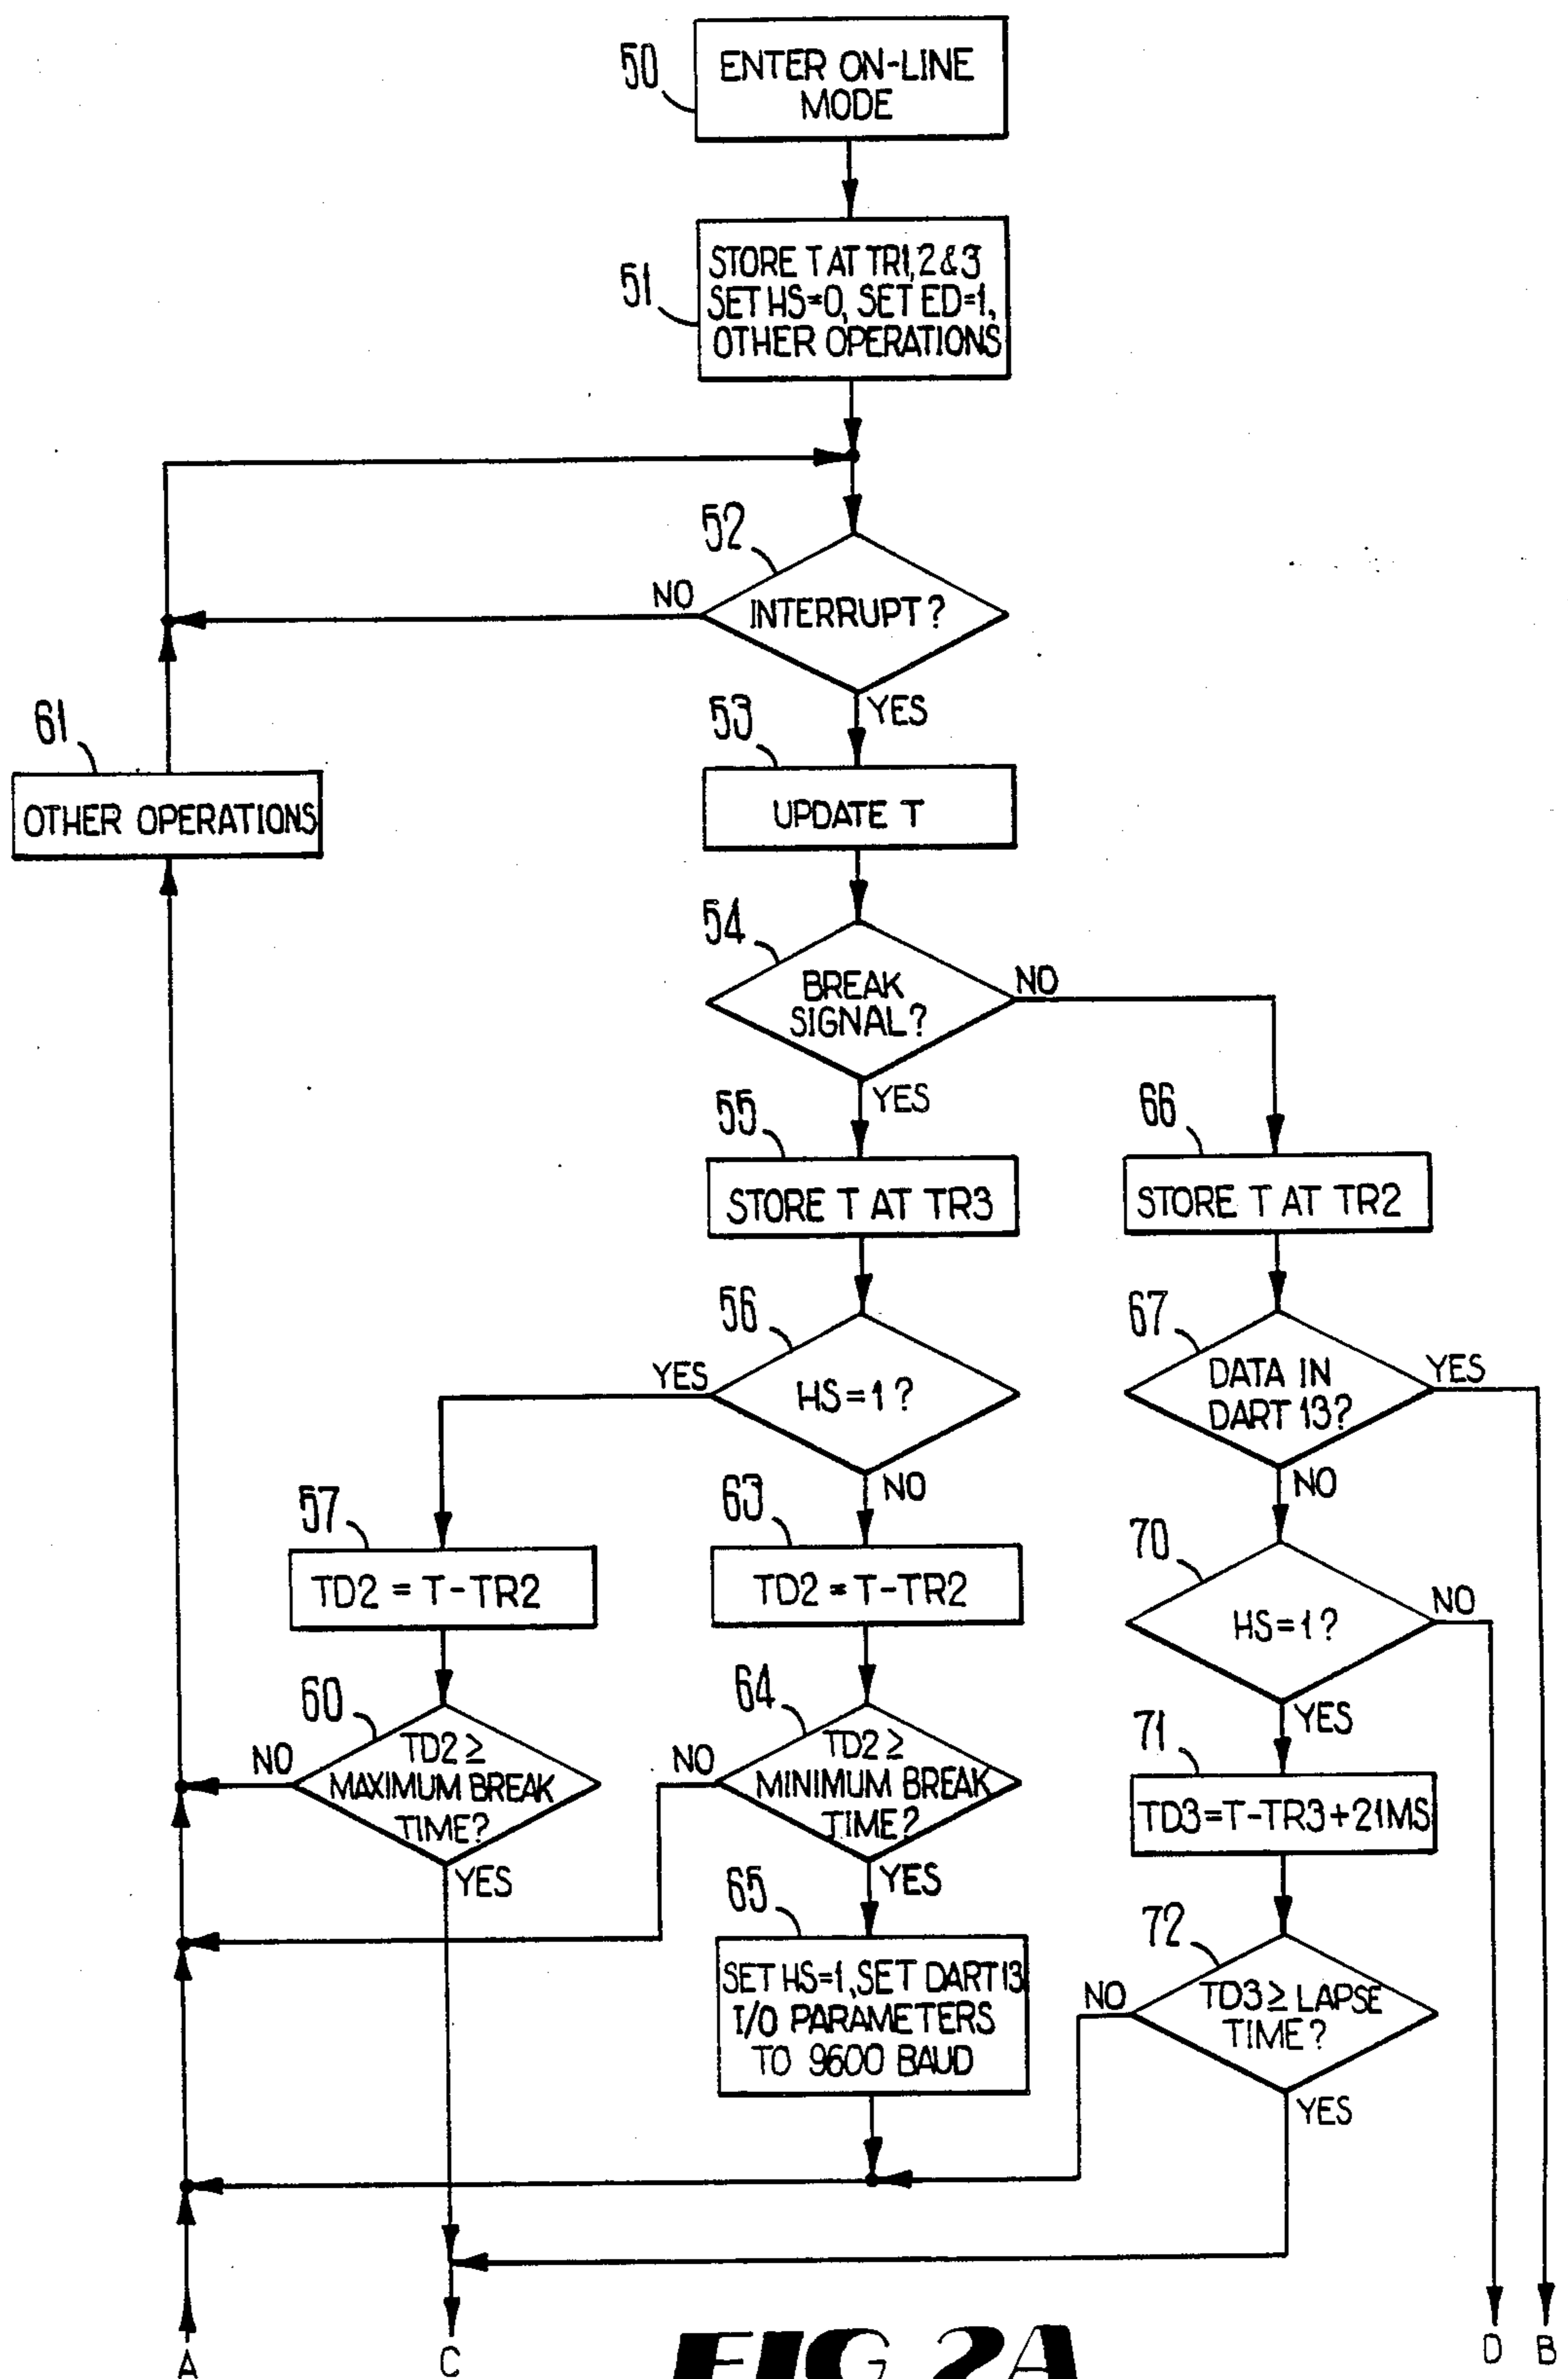 50
ENTER ON-LINE
MODE
51
STORE T AT TR1,2&3
SET HS=0, SET ED=1,
OTHER OPERATIONS
52
NO
INTERRUPT?
YES
61
OTHER OPERATIONS
53
UPDATE T
54
BREAK
SIGNAL?
NO
YES
55
STORE T AT TR3
66
STORE T AT TR2
56
YES
HS=1?
NO
67
DATA IN
DART 13?
YES
NO
57
TD2 = T-TR2
63
TD2 = T-TR2
70
HS=1?
NO
YES
60
NO
TD2 ≥
MAXIMUM BREAK
TIME?
YES
64
NO
TD2 ≥
MINIMUM BREAK
TIME?
YES
71
TD3=T-TR3+21MS
65
SET HS=1, SET DART 13
I/O PARAMETERS
TO 9600 BAUD
72
NO
TD3 ≥ LAPSE
TIME?
YES
A
C
D
B
FIG 2A